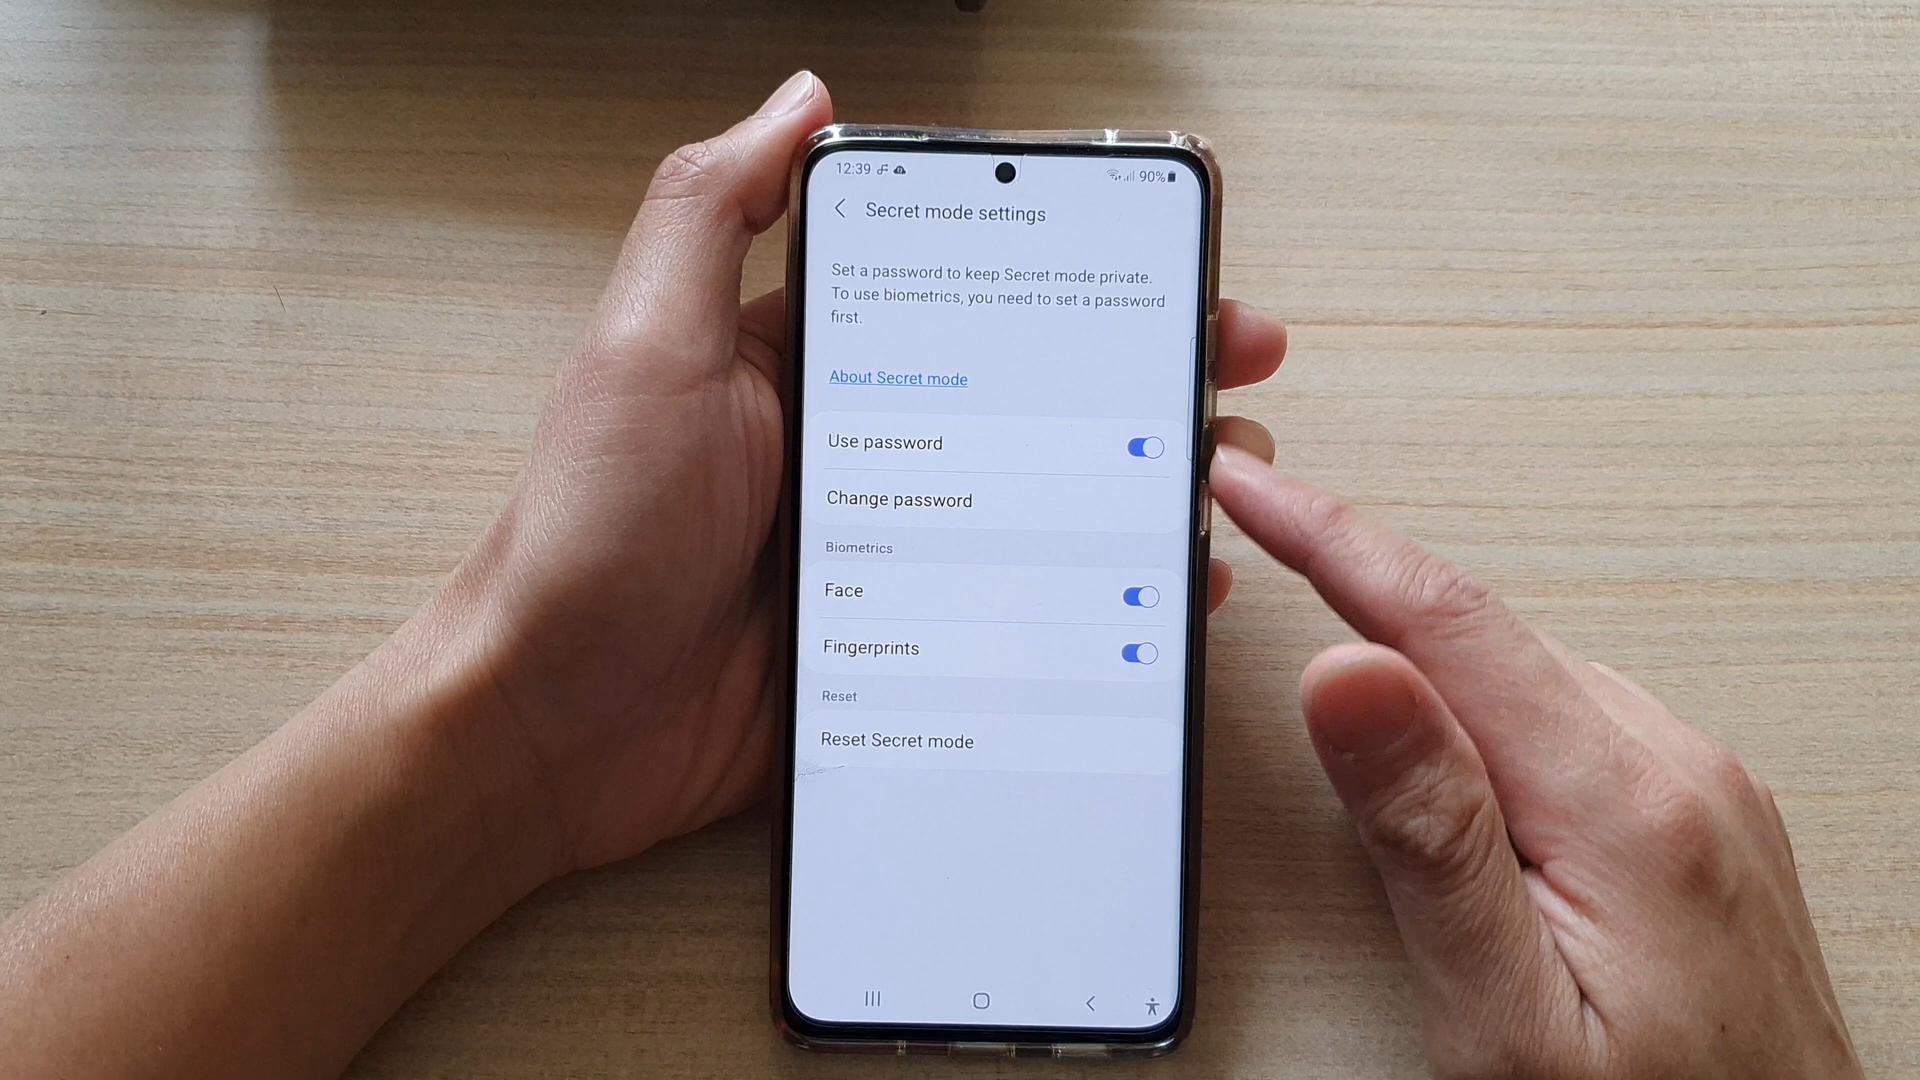 12:39
90%
Secret mode settings
Set a password to keep Secret mode private.
To use biometrics, you need to set a password
first.
About Secret mode
Use password
Change password
Biometrics
Face
Fingerprints
Reset
Reset Secret mode